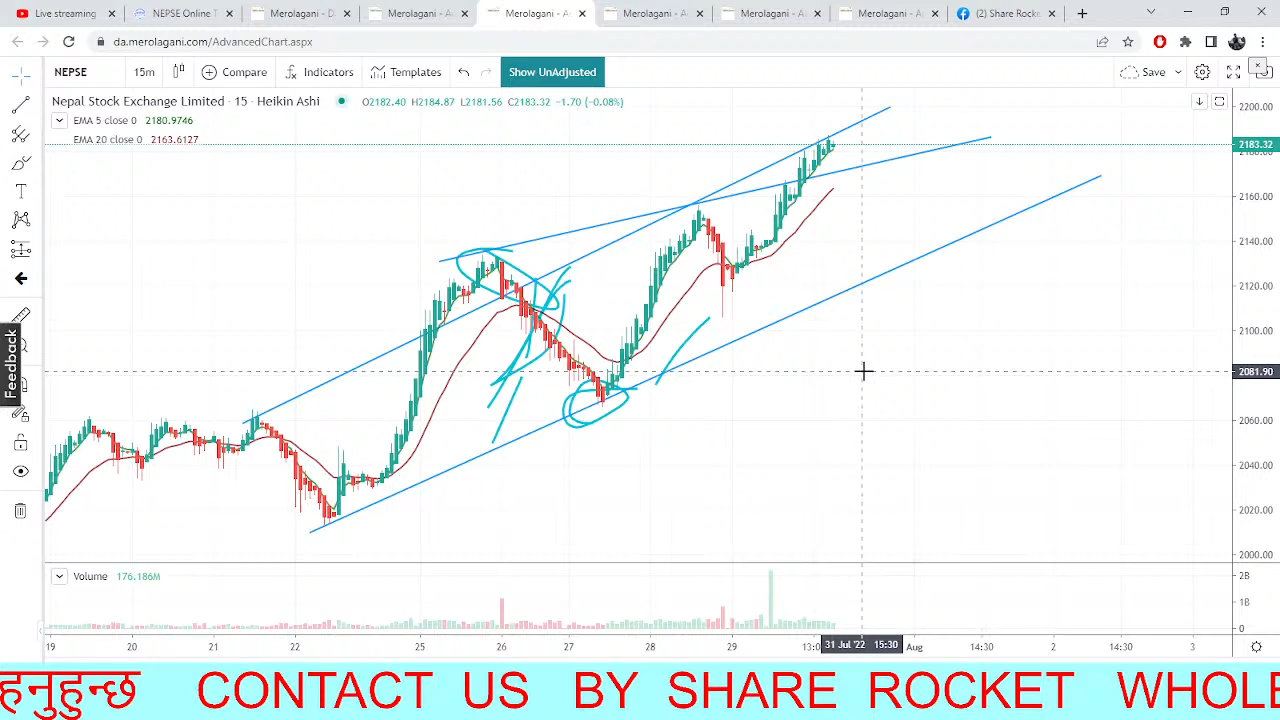 Live streaming
NEPSE Online T
Merolagani - D
Merolagani - A
Merolagani - A
Merolagani - A
Merolagani - A
Merolagani - A
(2) Share Rock
da.merolagani.com/AdvancedChart.aspx
NEPSE 15m Compare Indicators Templates Show UnAdjusted Save
Nepal Stock Exchange Limited · 15 · Heikin Ashi O2182.40 H2184.87 L2181.56 C2183.32 −1.70 (−0.08%)
EMA 5 close 0 2180.9746
EMA 20 close 0 2163.6127
2200.00
2183.32
2160.00
2140.00
2120.00
2100.00
2081.90
2060.00
2040.00
2020.00
2000.00
Feedback
Volume 176.186M
2B
1B
0
19 20 21 22 25 26 27 28 29 13:0 31 Jul '22 15:30 Aug 14:30 2 14:30 3
हनुहुन्छ CONTACT US BY SHARE ROCKET WHOLE